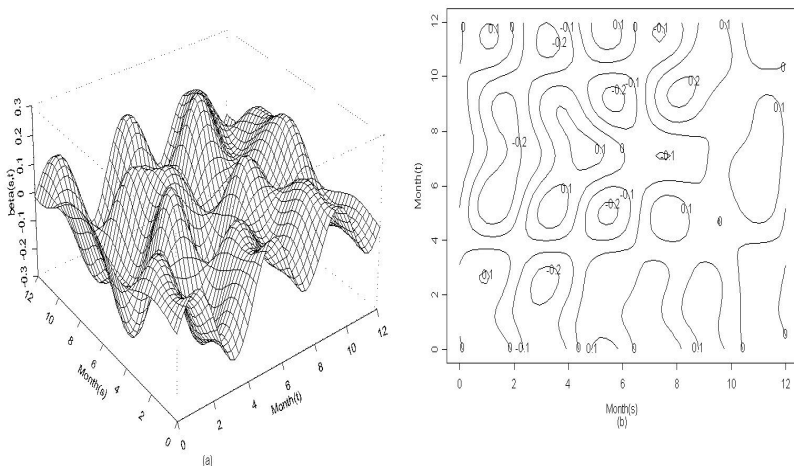 beta(s,t)
-0.3 -0.2 -0.1 0 0.1 0.2 0.3
12 10 8 6 4 2 0
Month(s)
0 2 4 6 8 10 12
Month(t)
(a)
Month(t)
12
10
8
6
4
2
0
0 0.1 0 -0.1 0.1 0 -0.1 0.1 0
-0.2
0
-0.2 -0.1 0.2
0.1
-0.2 0.1 0 -0.1
0.1 -0.1
-0.2 0.1 0
0.1 -0.2
0
0 0 -0.1 0 0.1 0 0.1 0 0
0 2 4 6 8 10 12
Month(s)
(b)